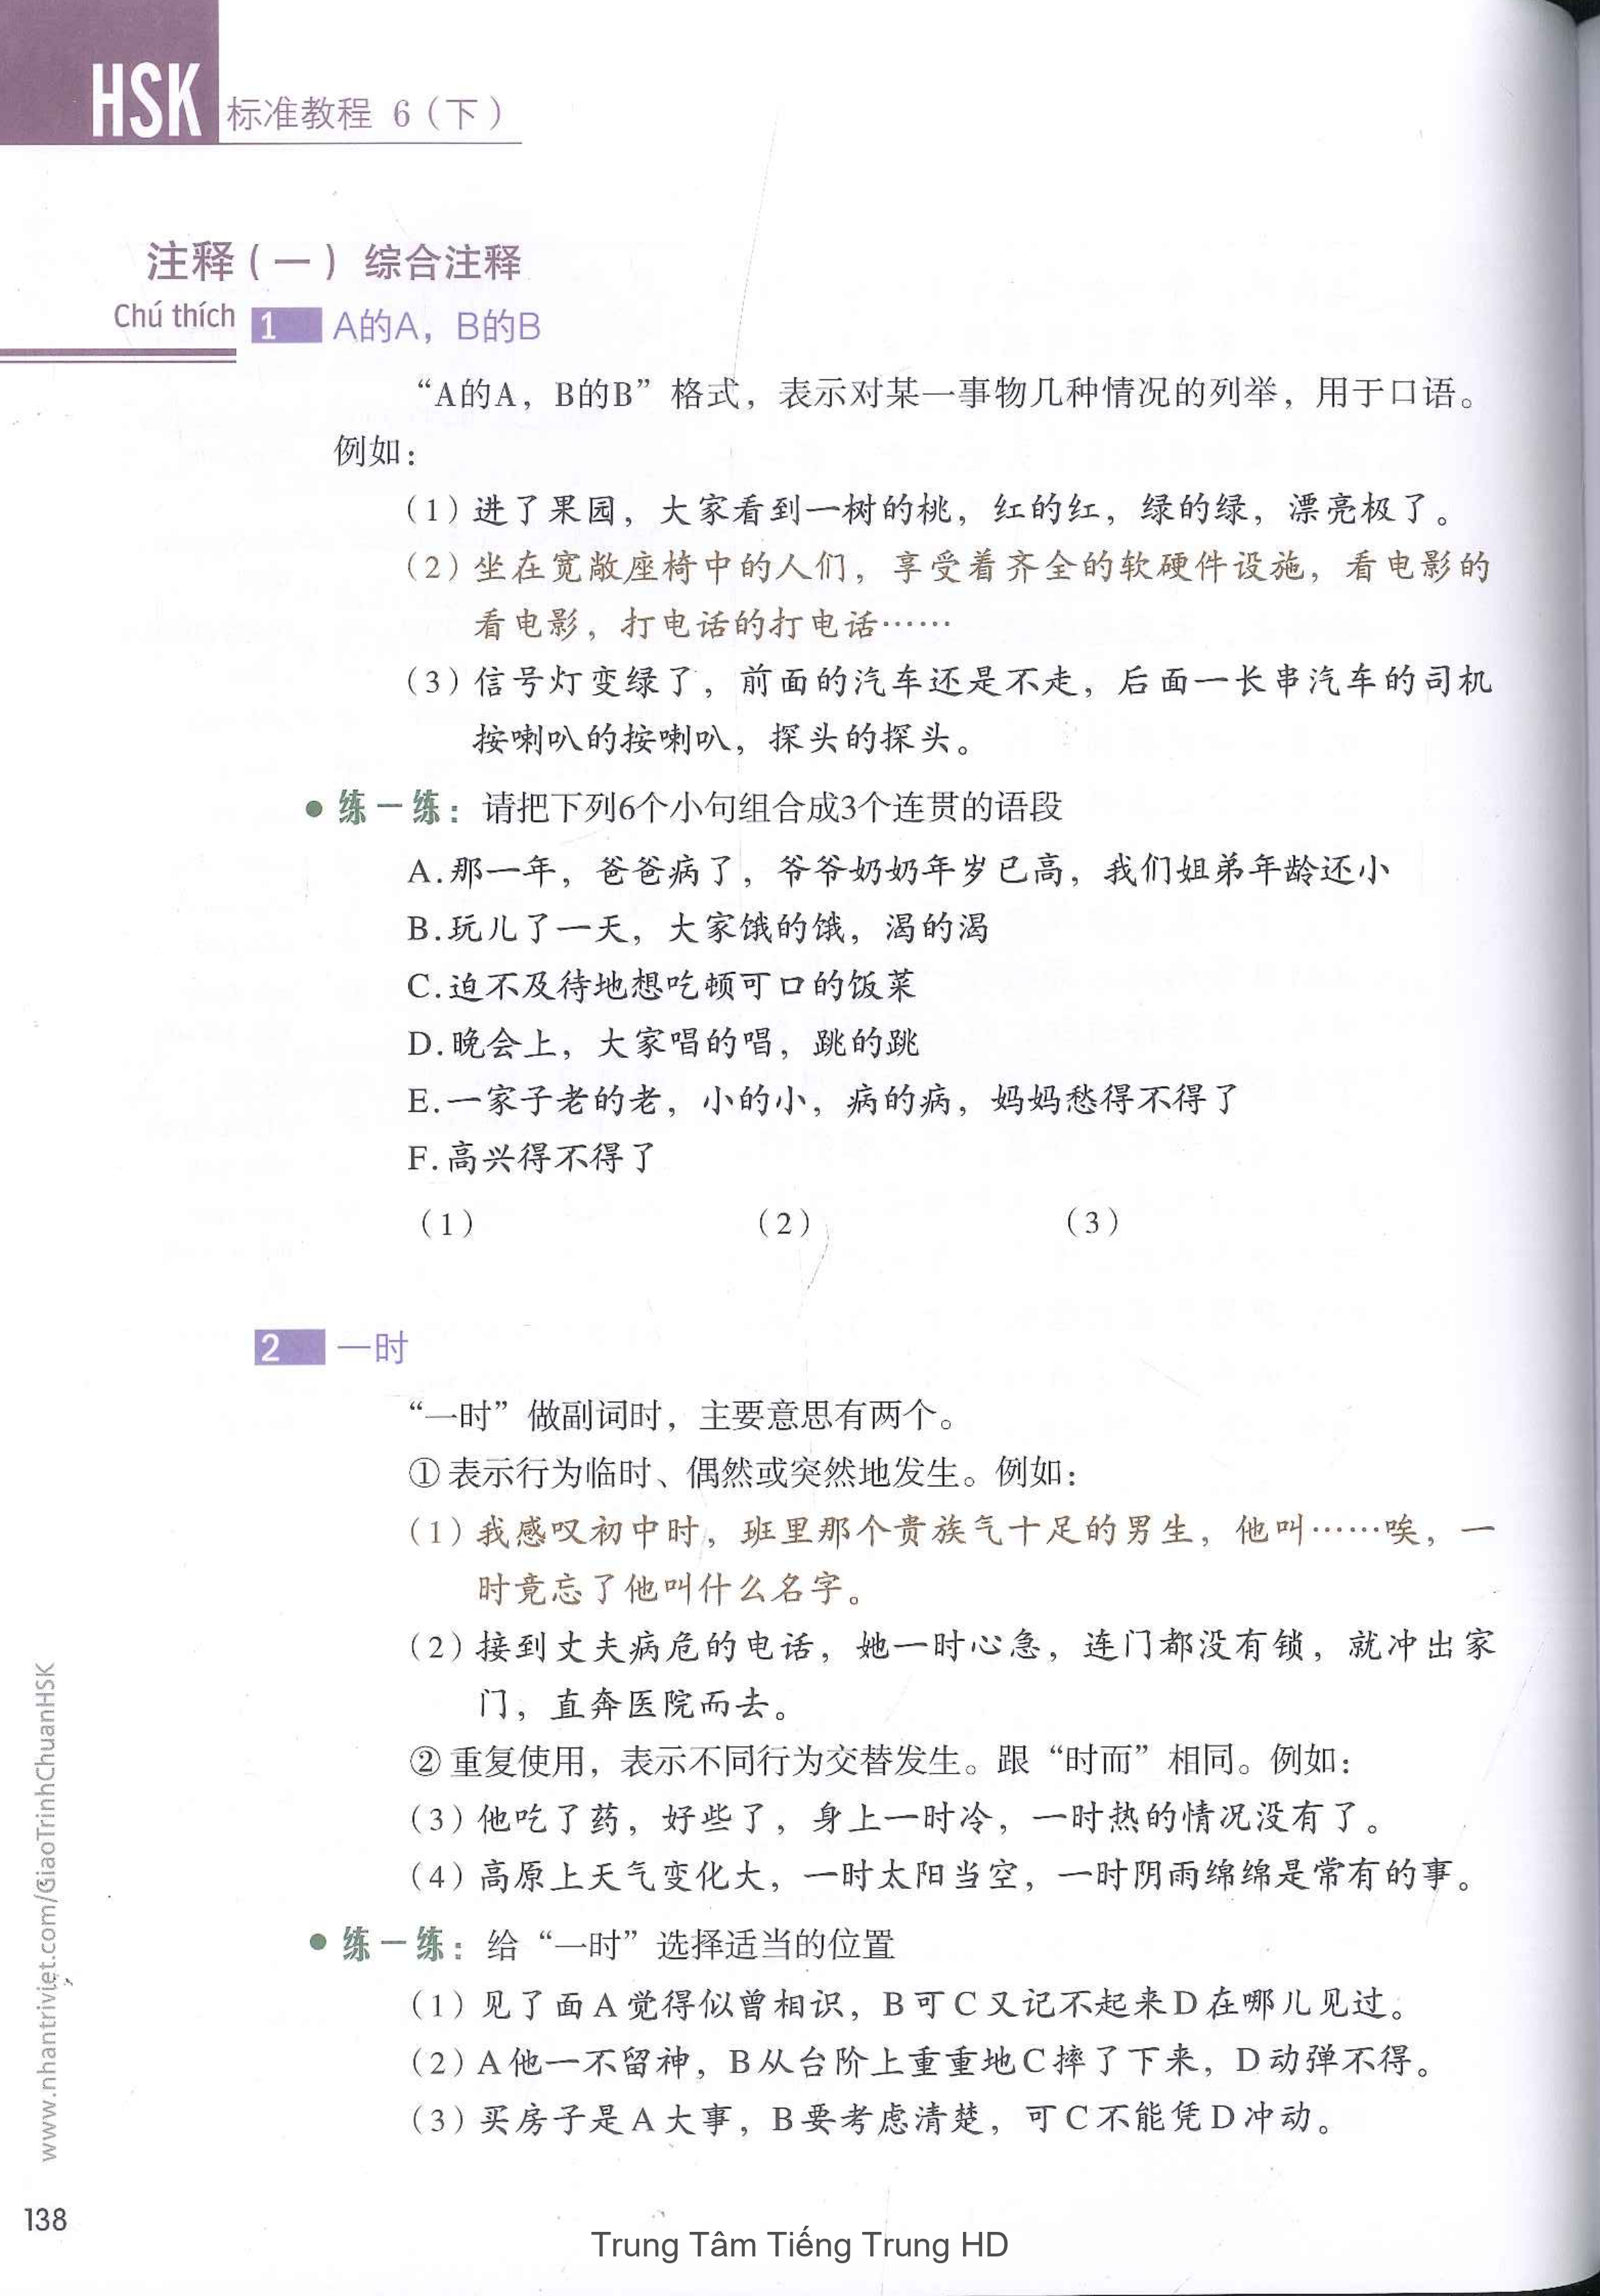 HSK 标准教程 6（下）
注释（一）综合注释
Chú thích
1 A的A，B的B
“A的A，B的B”格式，表示对某一事物几种情况的列举，用于口语。
例如：
（1）进了果园，大家看到一树的桃，红的红，绿的绿，漂亮极了。
（2）坐在宽敞座椅中的人们，享受着齐全的软硬件设施，看电影的
看电影，打电话的打电话……
（3）信号灯变绿了，前面的汽车还是不走，后面一长串汽车的司机
按喇叭的按喇叭，探头的探头。
● 练一练：请把下列6个小句组合成3个连贯的语段
A.那一年，爸爸病了，爷爷奶奶年岁已高，我们姐弟年龄还小
B.玩儿了一天，大家饿的饿，渴的渴
C.迫不及待地想吃顿可口的饭菜
D.晚会上，大家唱的唱，跳的跳
E.一家子老的老，小的小，病的病，妈妈愁得不得了
F.高兴得不得了
（1） （2） （3）
2 一时
“一时”做副词时，主要意思有两个。
①表示行为临时、偶然或突然地发生。例如：
（1）我感叹初中时，班里那个贵族气十足的男生，他叫……唉，一
时竟忘了他叫什么名字。
（2）接到丈夫病危的电话，她一时心急，连门都没有锁，就冲出家
门，直奔医院而去。
②重复使用，表示不同行为交替发生。跟“时而”相同。例如：
（3）他吃了药，好些了，身上一时冷，一时热的情况没有了。
（4）高原上天气变化大，一时太阳当空，一时阴雨绵绵是常有的事。
● 练一练：给“一时”选择适当的位置
（1）见了面A觉得似曾相识，B可C又记不起来D在哪儿见过。
（2）A他一不留神，B从台阶上重重地C摔了下来，D动弹不得。
（3）买房子是A大事，B要考虑清楚，可C不能凭D冲动。
www.nhantriviet.com/GiaoTrinhChuanHSK
138
Trung Tâm Tiếng Trung HD